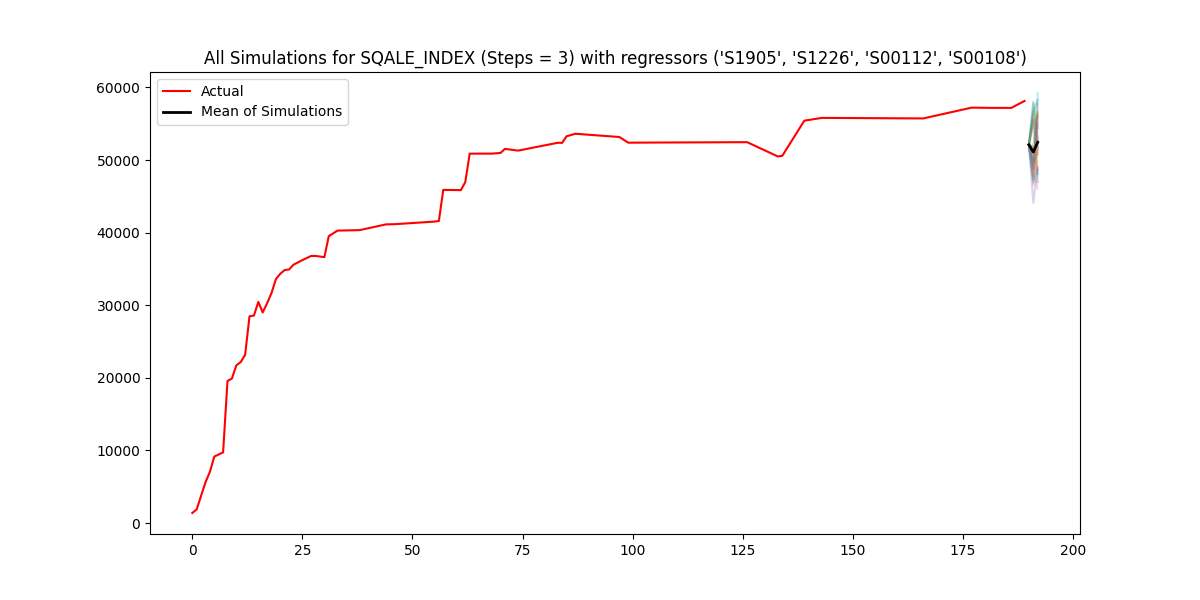 All Simulations for SQALE_INDEX (Steps = 3) with regressors ('S1905', 'S1226', 'S00112', 'S00108')
Actual
Mean of Simulations
60000
50000
40000
30000
20000
10000
0
0 25 50 75 100 125 150 175 200